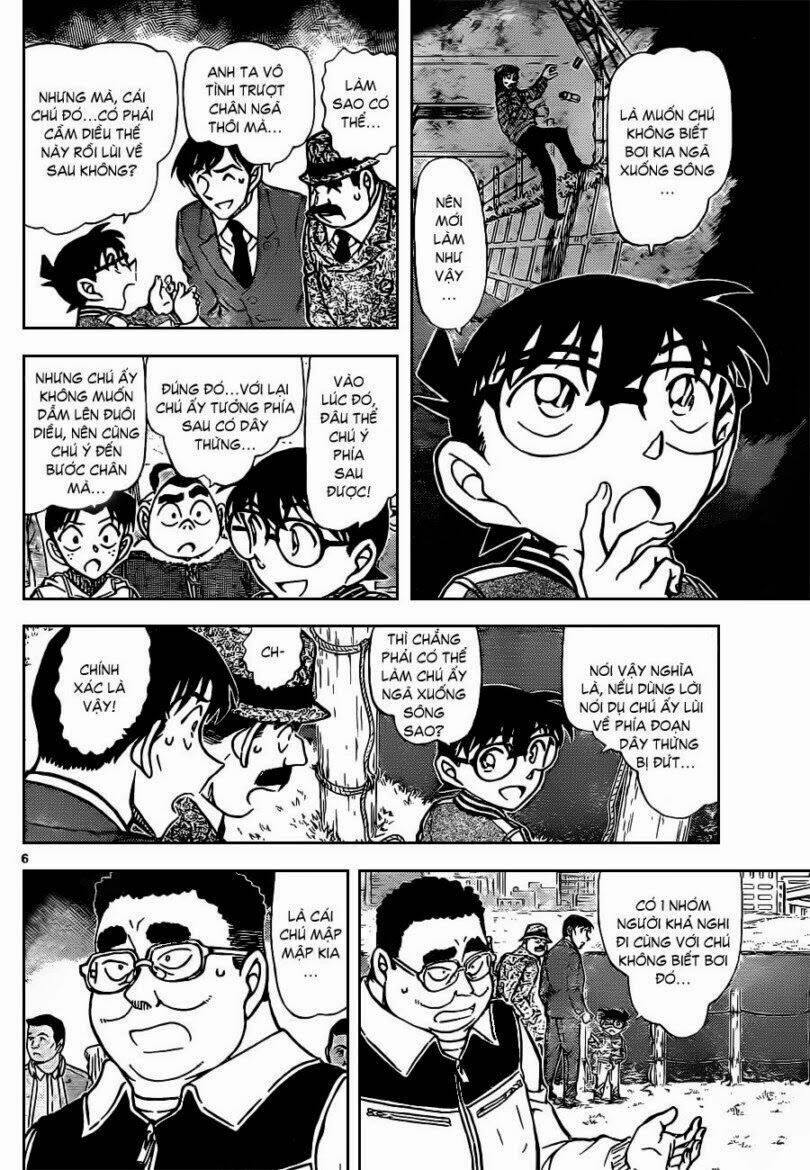 LÀ MUỐN CHÚ
KHÔNG BIẾT
BƠI KIA NGÃ
XUỐNG SÔNG
...
NÊN
MỚI
LÀM
NHƯ
VẬY
...
LÀM
SAO CÓ
THỂ...
ANH TA VÔ
TÌNH TRƯỢT
CHÂN NGÃ
THÔI MÀ...
NHƯNG MÀ, CÁI
CHÚ ĐÓ...CÓ PHẢI
CẦM DIỀU THẾ
NÀY RỒI LÙI VỀ
SAU KHÔNG?
VÀO
LÚC ĐÓ,
ĐÂU THỂ
CHÚ Ý
PHÍA
SAU
ĐƯỢC!
ĐÚNG ĐÓ...VỚI LẠI
CHÚ ẤY TƯỞNG PHÍA
SAU CÓ DÂY
THỪNG...
NHƯNG CHÚ ẤY
KHÔNG MUỐN
DẪM LÊN ĐUÔI
DIỀU, NÊN CŨNG
CHÚ Ý ĐẾN
BƯỚC CHÂN
MÀ...
NÓI VẬY NGHĨA
LÀ, NẾU DÙNG LỜI
NÓI DỤ CHÚ ẤY LÙI
VỀ PHÍA ĐOẠN
DÂY THỪNG
BỊ ĐỨT...
THÌ CHẲNG
PHẢI CÓ THỂ
LÀM CHÚ ẤY
NGÃ XUỐNG
SÔNG
SAO?
CH-
CHÍNH
XÁC LÀ
VẬY!
6
CÓ 1 NHÓM
NGƯỜI KHẢ NGHI
ĐI CÙNG VỚI CHÚ
KHÔNG BIẾT BƠI
ĐÓ...
LÀ CÁI
CHÚ MẬP
MẬP KIA
...